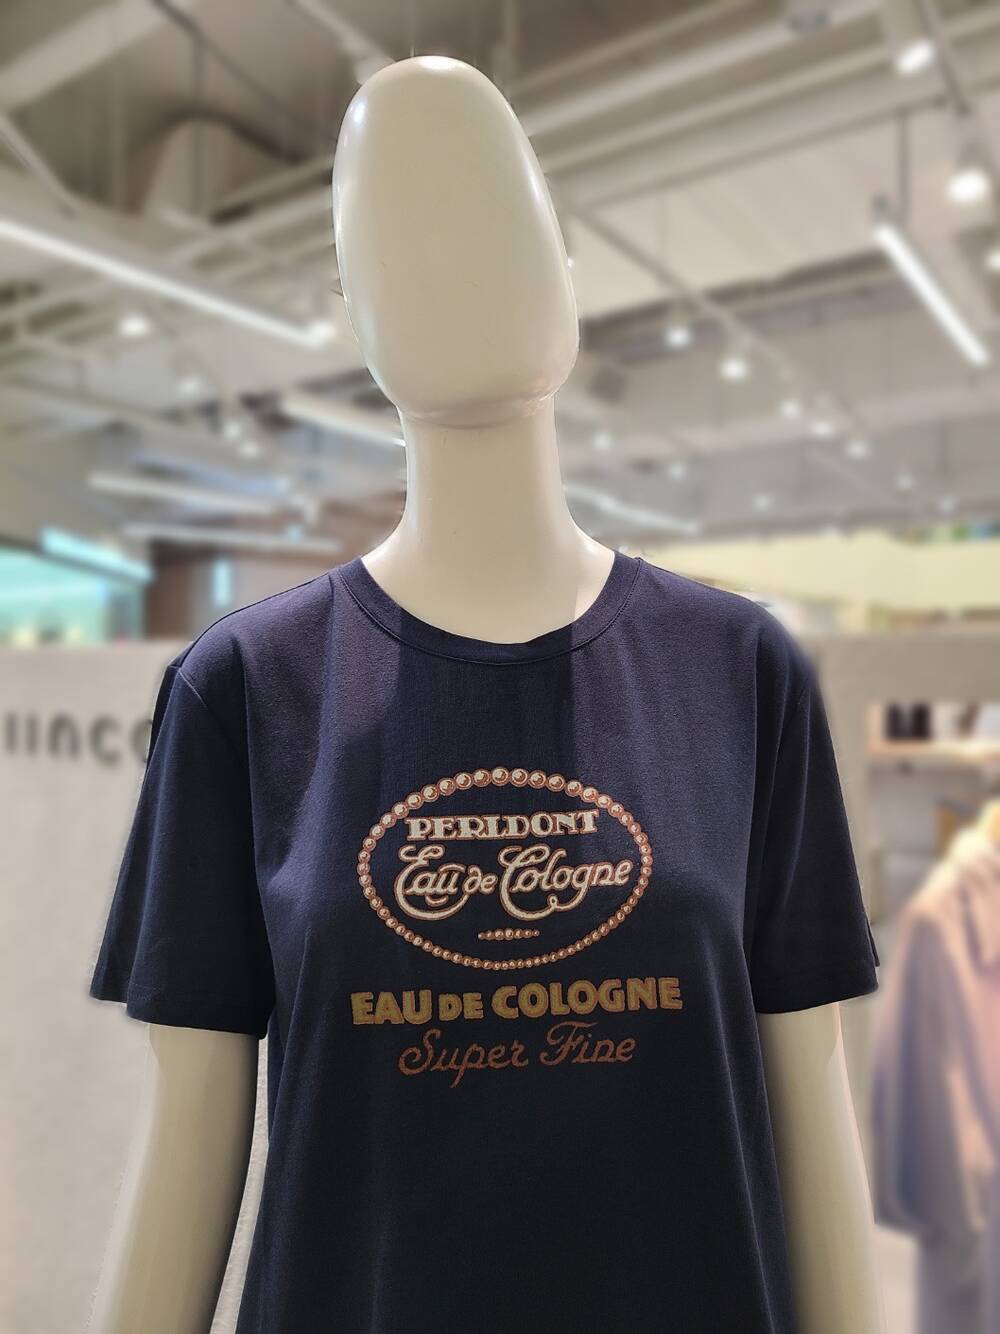 PERLDONT
Eau de Cologne
EAU DE COLOGNE
Super Fine